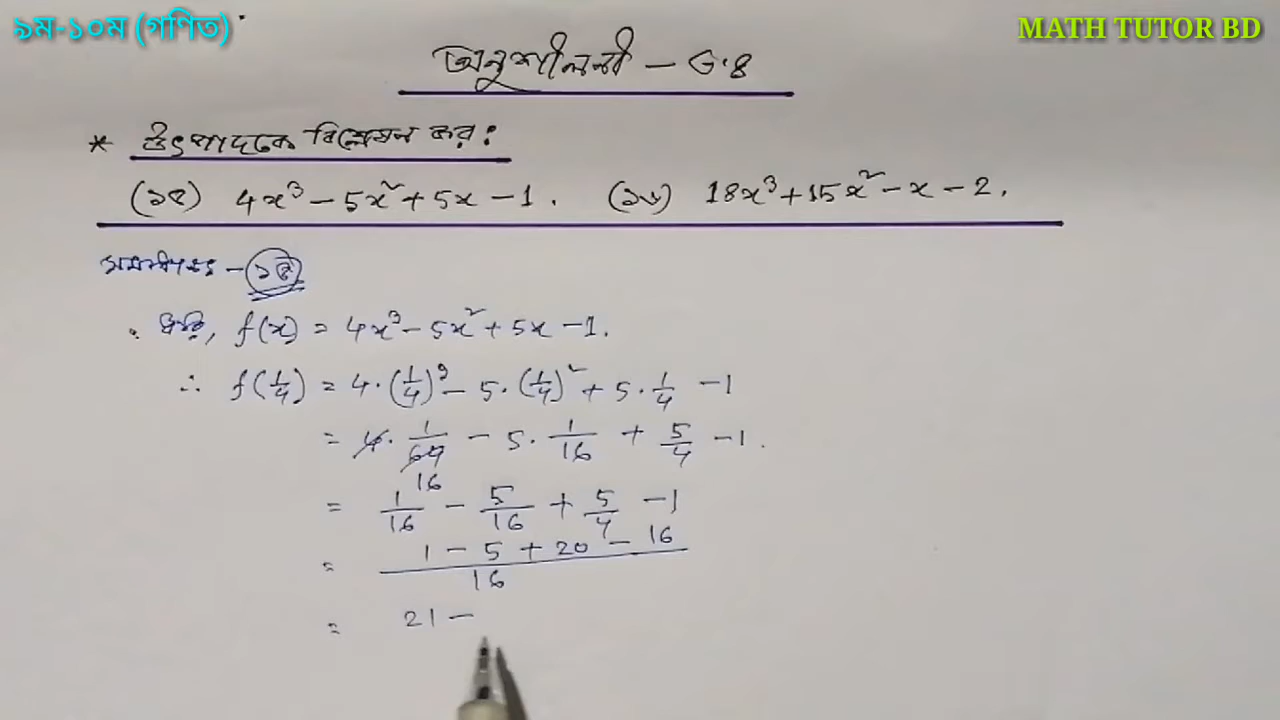 ৯ম-১০ম (গণিত)
MATH TUTOR BD
অনুশীলনী – ৩.৪
* উৎপাদকে বিশ্লেষন কর :
(১৫) 4x³ – 5x² + 5x – 1. (১৬) 18x³ + 15x² – x – 2.
সমাধানঃ – (১৫)
ধরি, f(x) = 4x³ – 5x² + 5x – 1.
∴ f(1/4) = 4·(1/4)³ – 5·(1/4)² + 5·1/4 – 1
= 4·1/64 – 5·1/16 + 5/4 – 1.
16
= 1/16 – 5/16 + 5/4 – 1
= 1 – 5 + 20 – 16
16
= 21 –